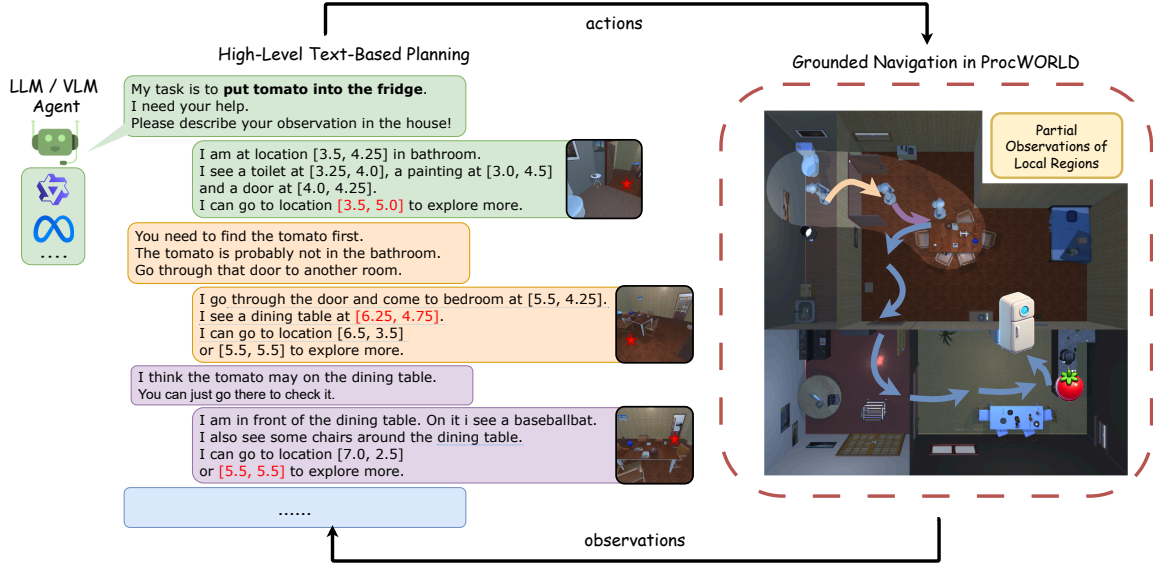 actions
High-Level Text-Based Planning
Grounded Navigation in ProcWORLD
LLM / VLM
Agent
My task is to put tomato into the fridge.
I need your help.
Please describe your observation in the house!
I am at location [3.5, 4.25] in bathroom.
I see a toilet at [3.25, 4.0], a painting at [3.0, 4.5]
and a door at [4.0, 4.25].
I can go to location [3.5, 5.0] to explore more.
You need to find the tomato first.
The tomato is probably not in the bathroom.
Go through that door to another room.
I go through the door and come to bedroom at [5.5, 4.25].
I see a dining table at [6.25, 4.75].
I can go to location [6.5, 3.5]
or [5.5, 5.5] to explore more.
I think the tomato may on the dining table.
You can just go there to check it.
I am in front of the dining table. On it i see a baseballbat.
I also see some chairs around the dining table.
I can go to location [7.0, 2.5]
or [5.5, 5.5] to explore more.
......
....
Partial
Observations of
Local Regions
observations